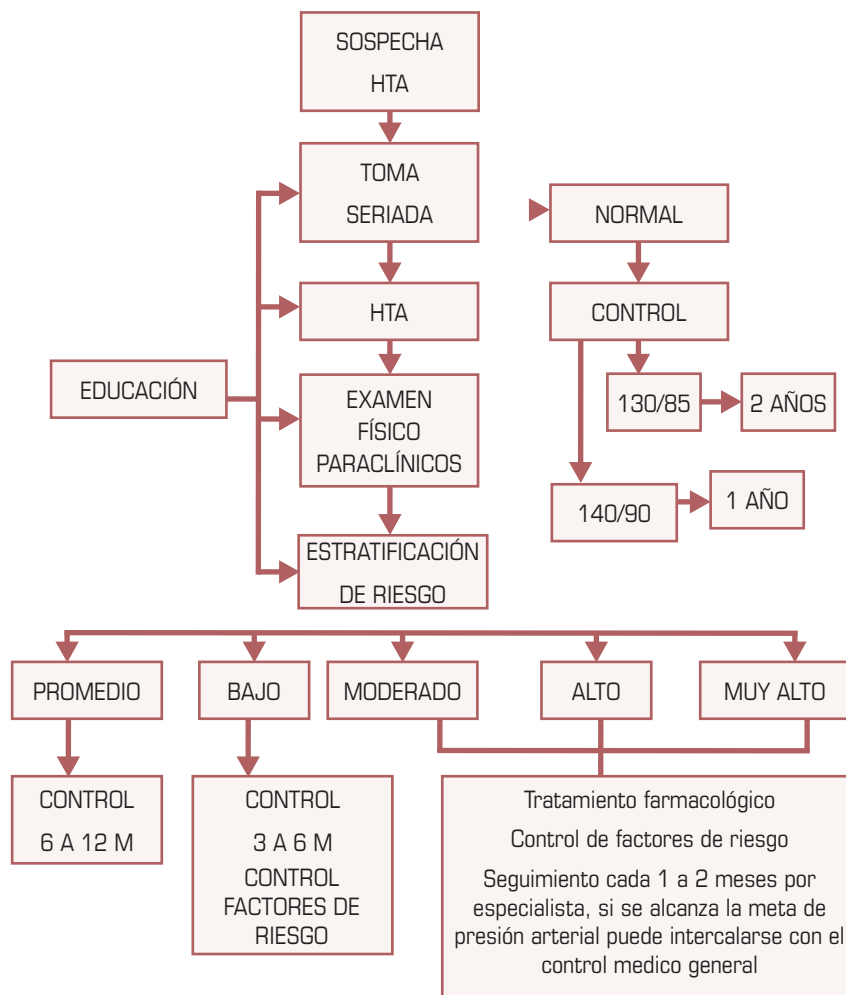 SOSPECHA
HTA
TOMA
SERIADA
NORMAL
HTA
CONTROL
EDUCACIÓN
EXAMEN
FÍSICO
PARACLÍNICOS
130/85
2 AÑOS
140/90
1 AÑO
ESTRATIFICACIÓN
DE RIESGO
PROMEDIO
BAJO
MODERADO
ALTO
MUY ALTO
CONTROL
6 A 12 M
CONTROL
3 A 6 M
CONTROL
FACTORES DE
RIESGO
Tratamiento farmacológico
Control de factores de riesgo
Seguimiento cada 1 a 2 meses por
especialista, si se alcanza la meta de
presión arterial puede intercalarse con el
control medico general